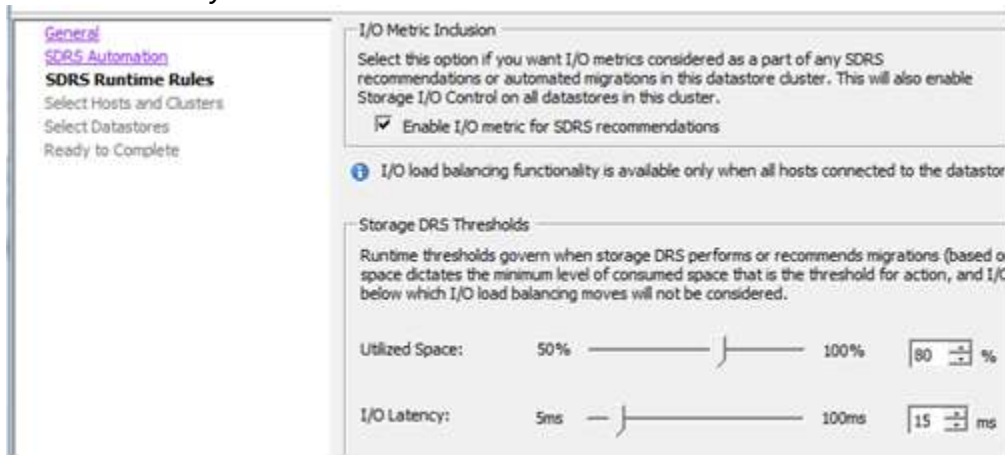 General
SDRS Automation
SDRS Runtime Rules
Select Hosts and Clusters
Select Datastores
Ready to Complete
I/O Metric Inclusion
Select this option if you want I/O metrics considered as a part of any SDRS
recommendations or automated migrations in this datastore cluster. This will also enable
Storage I/O Control on all datastores in this cluster.
Enable I/O metric for SDRS recommendations
I/O load balancing functionality is available only when all hosts connected to the datastor
Storage DRS Thresholds
Runtime thresholds govern when storage DRS performs or recommends migrations (based o
space dictates the minimum level of consumed space that is the threshold for action, and I/O
below which I/O load balancing moves will not be considered.
Utilized Space: 50% 100% 80 %
I/O Latency: 5ms 100ms 15 ms